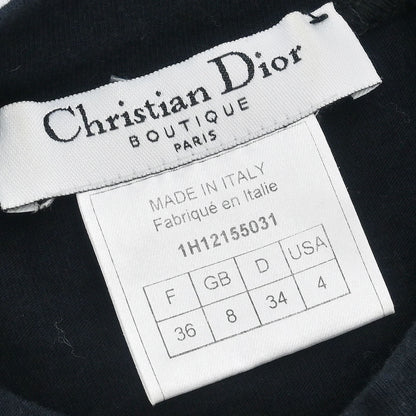 Christian Dior
BOUTIQUE
PARIS
MADE IN ITALY
Fabriqué en Italie
1H12155031
F GB D USA
36 8 34 4